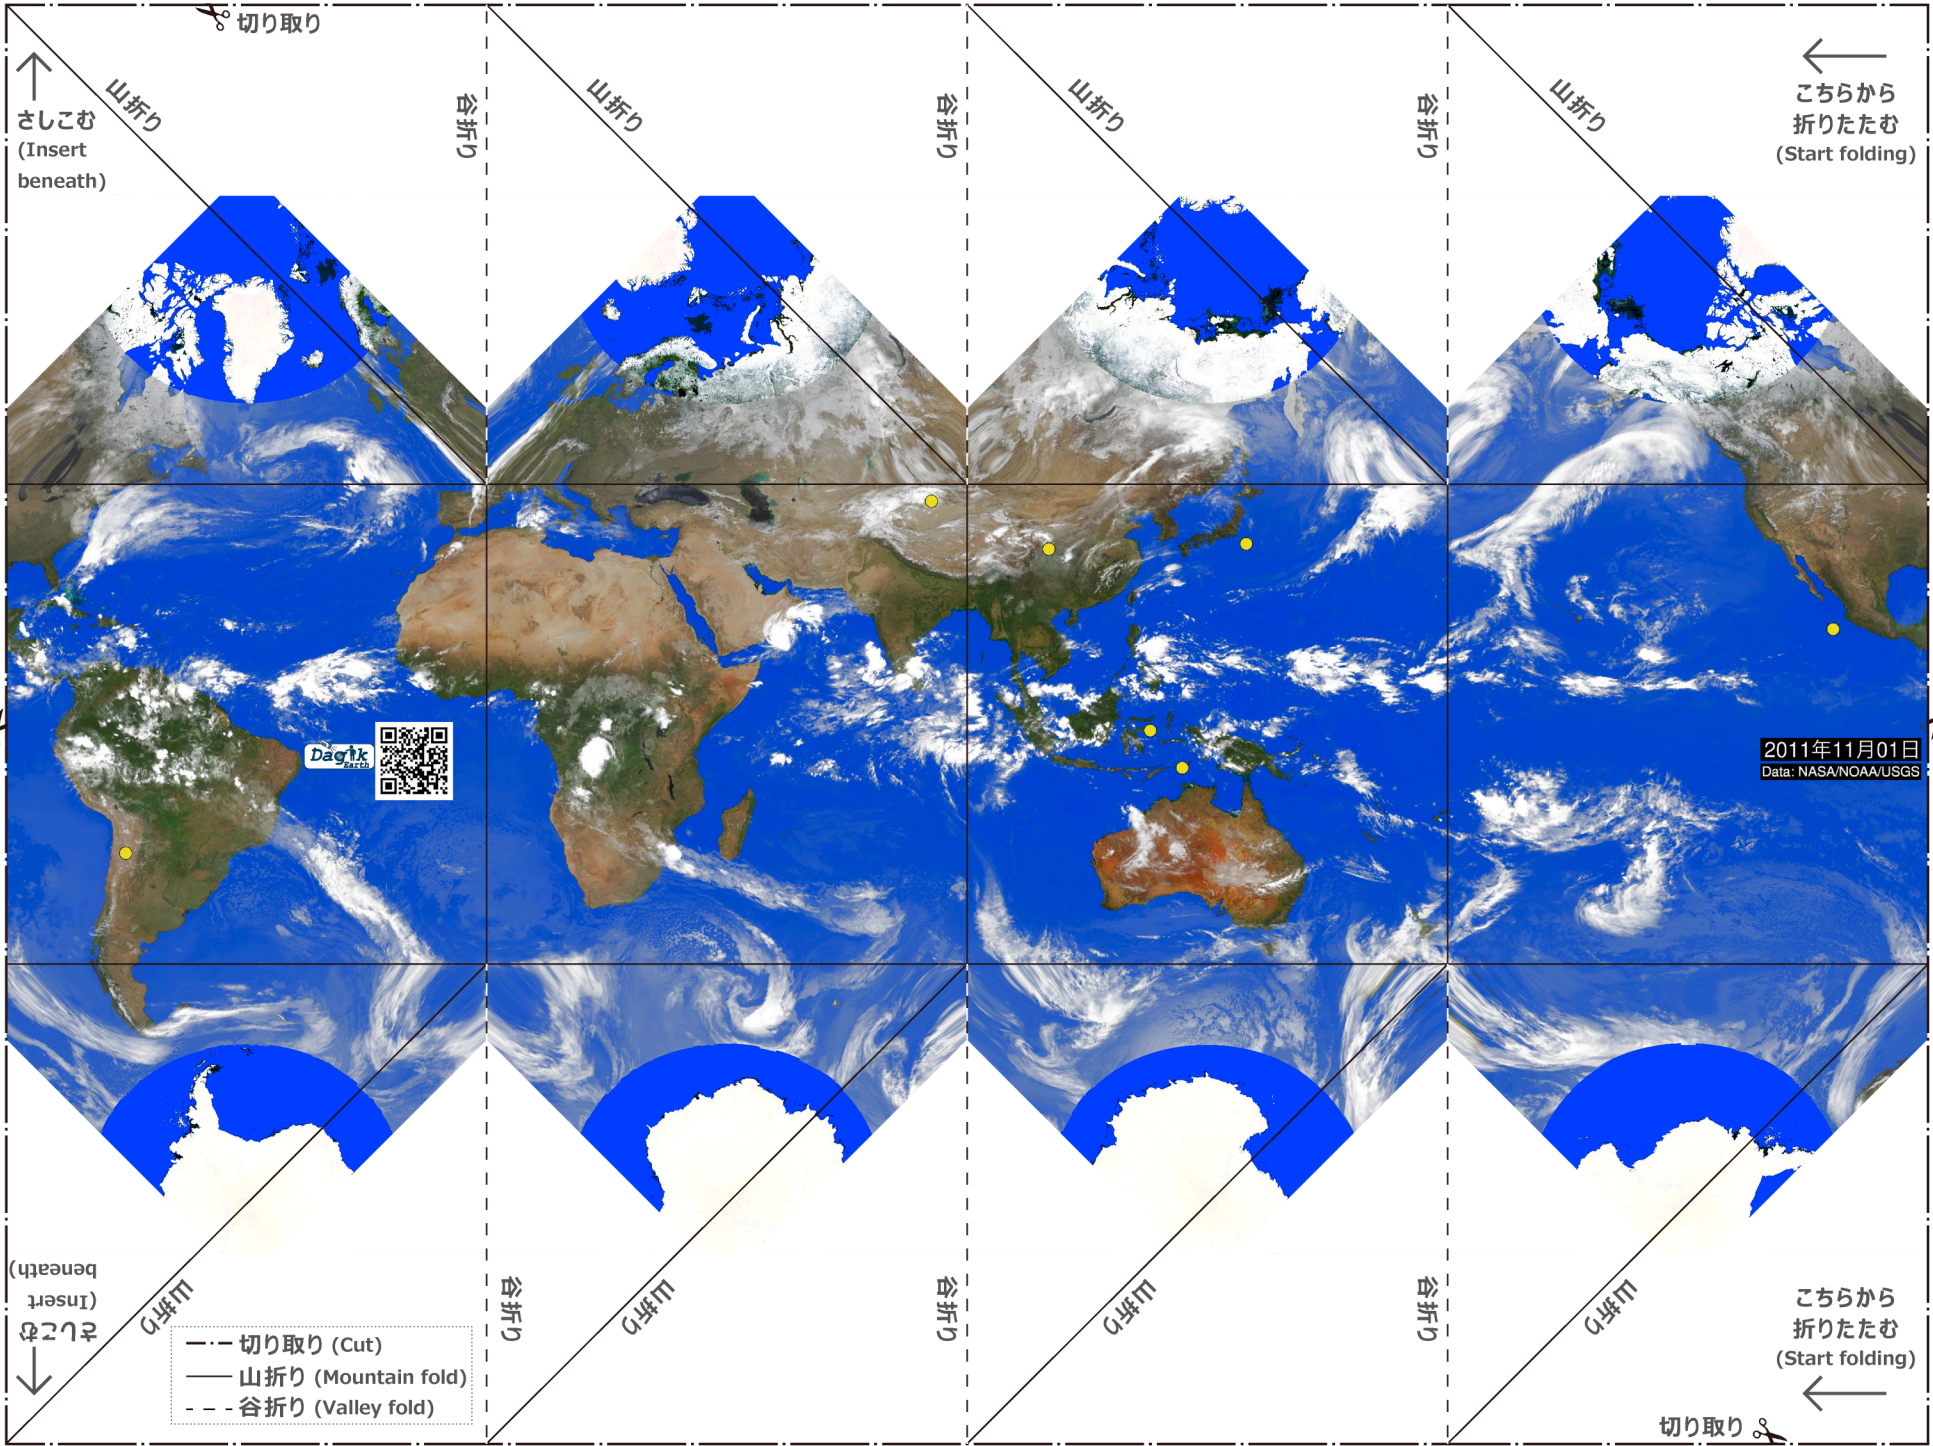 切り取り
山折り
谷折り
山折り
谷折り
山折り
谷折り
山折り
さしこむ
(Insert
beneath)
こちらから
折りたたむ
(Start folding)
Dagik
Earth
2011年11月01日
Data: NASA/NOAA/USGS
さしこむ
(Insert
beneath)
山折り
谷折り
山折り
谷折り
山折り
谷折り
山折り
切り取り (Cut)
山折り (Mountain fold)
谷折り (Valley fold)
こちらから
折りたたむ
(Start folding)
切り取り